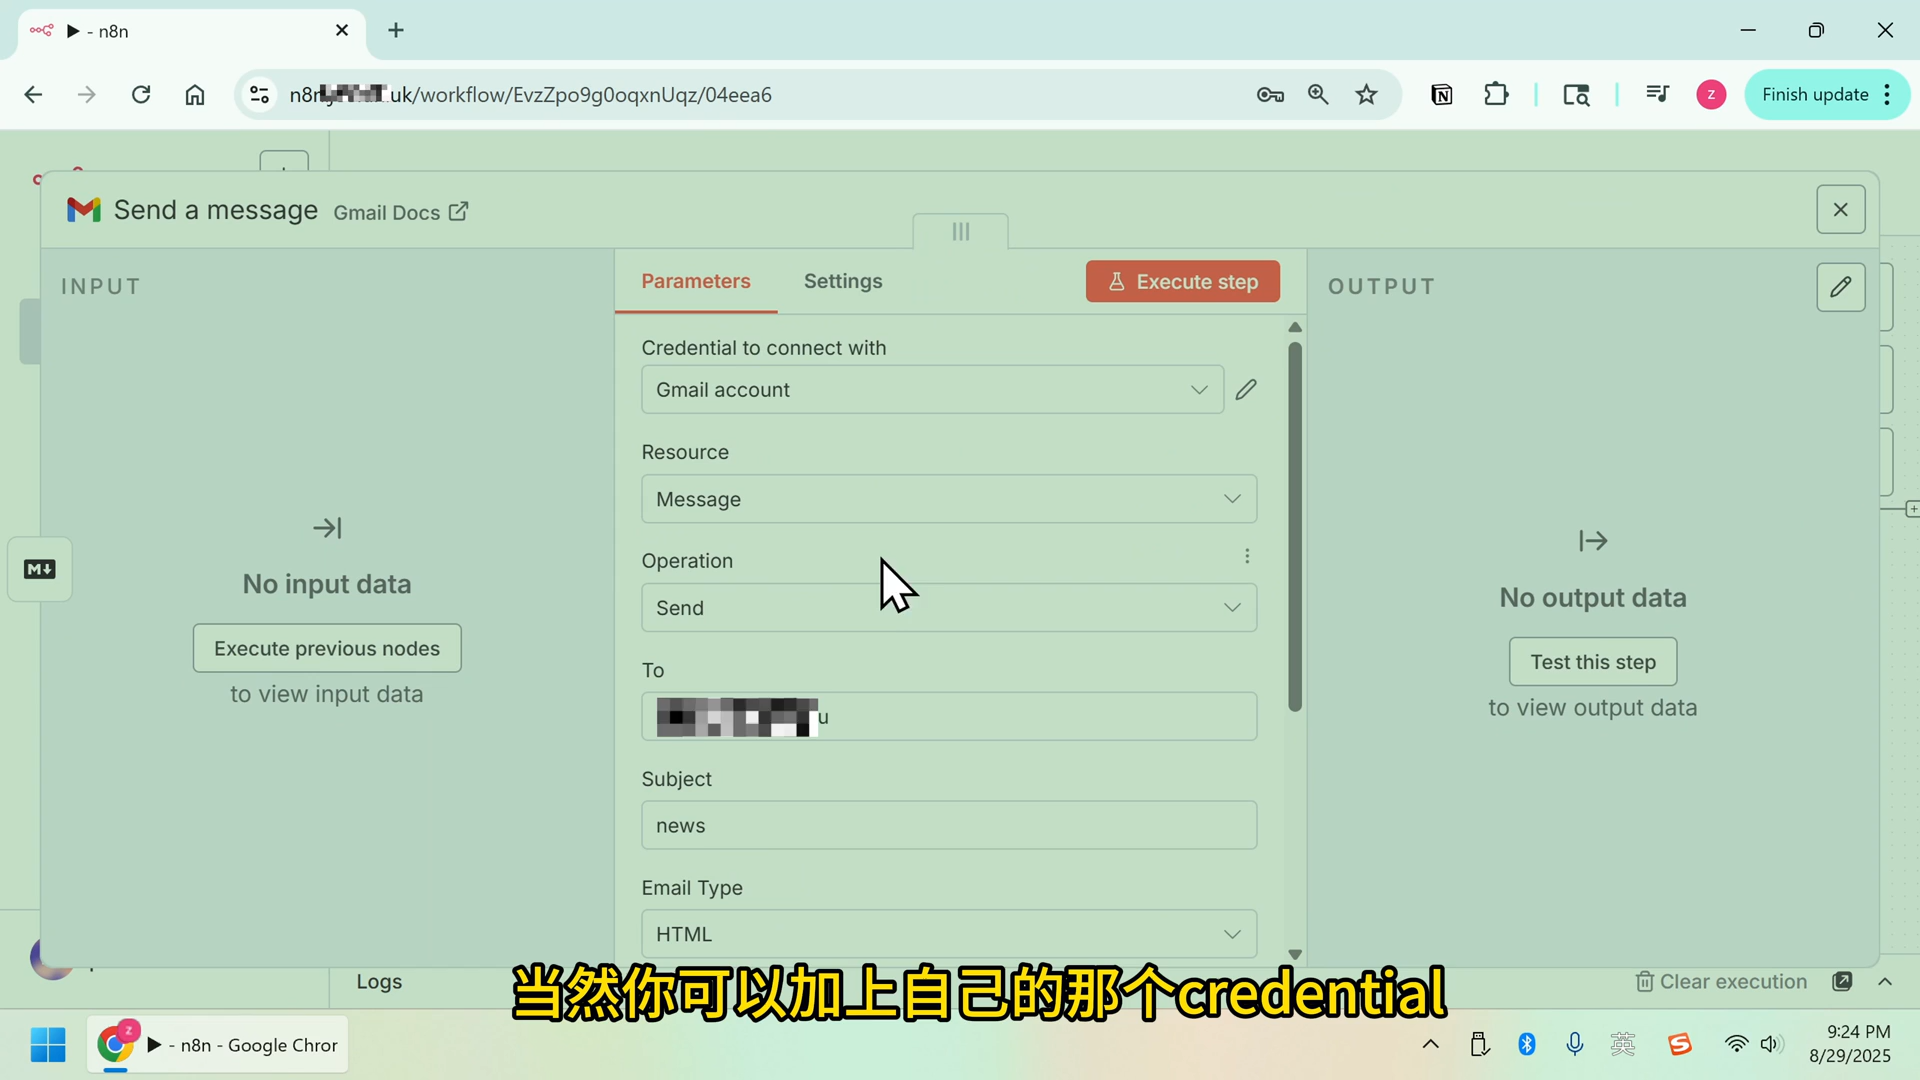 - n8n
uk/workflow/EvzZpo9g0oqxnUqz/04eea6
Finish update
Send a message
Gmail Docs
INPUT
Parameters
Settings
Execute step
OUTPUT
Credential to connect with
Gmail account
Resource
Message
Operation
Send
To
u
Subject
news
Email Type
HTML
No input data
Execute previous nodes
to view input data
No output data
Test this step
to view output data
Logs
Clear execution
当然你可以加上自己的那个credential
- n8n - Google Chror
英
9:24 PM
8/29/2025